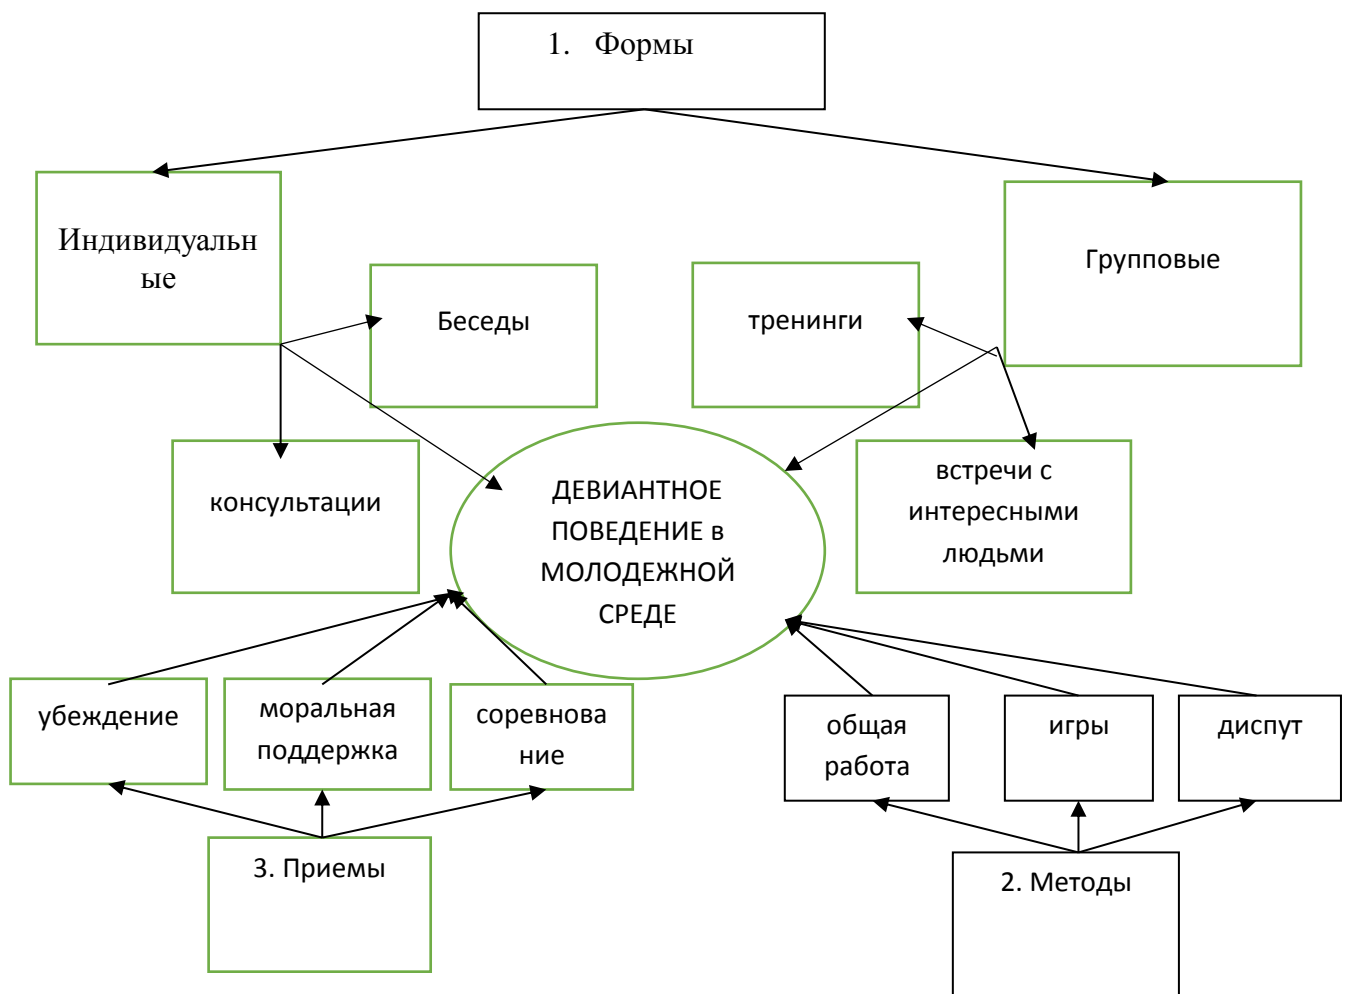 1. Формы
Индивидуальн
ые
Групповые
Беседы
тренинги
консультации
ДЕВИАНТНОЕ
ПОВЕДЕНИЕ в
МОЛОДЕЖНОЙ
СРЕДЕ
встречи с
интересными
людьми
убеждение
моральная
поддержка
соревнова
ние
общая
работа
игры
диспут
3. Приемы
2. Методы